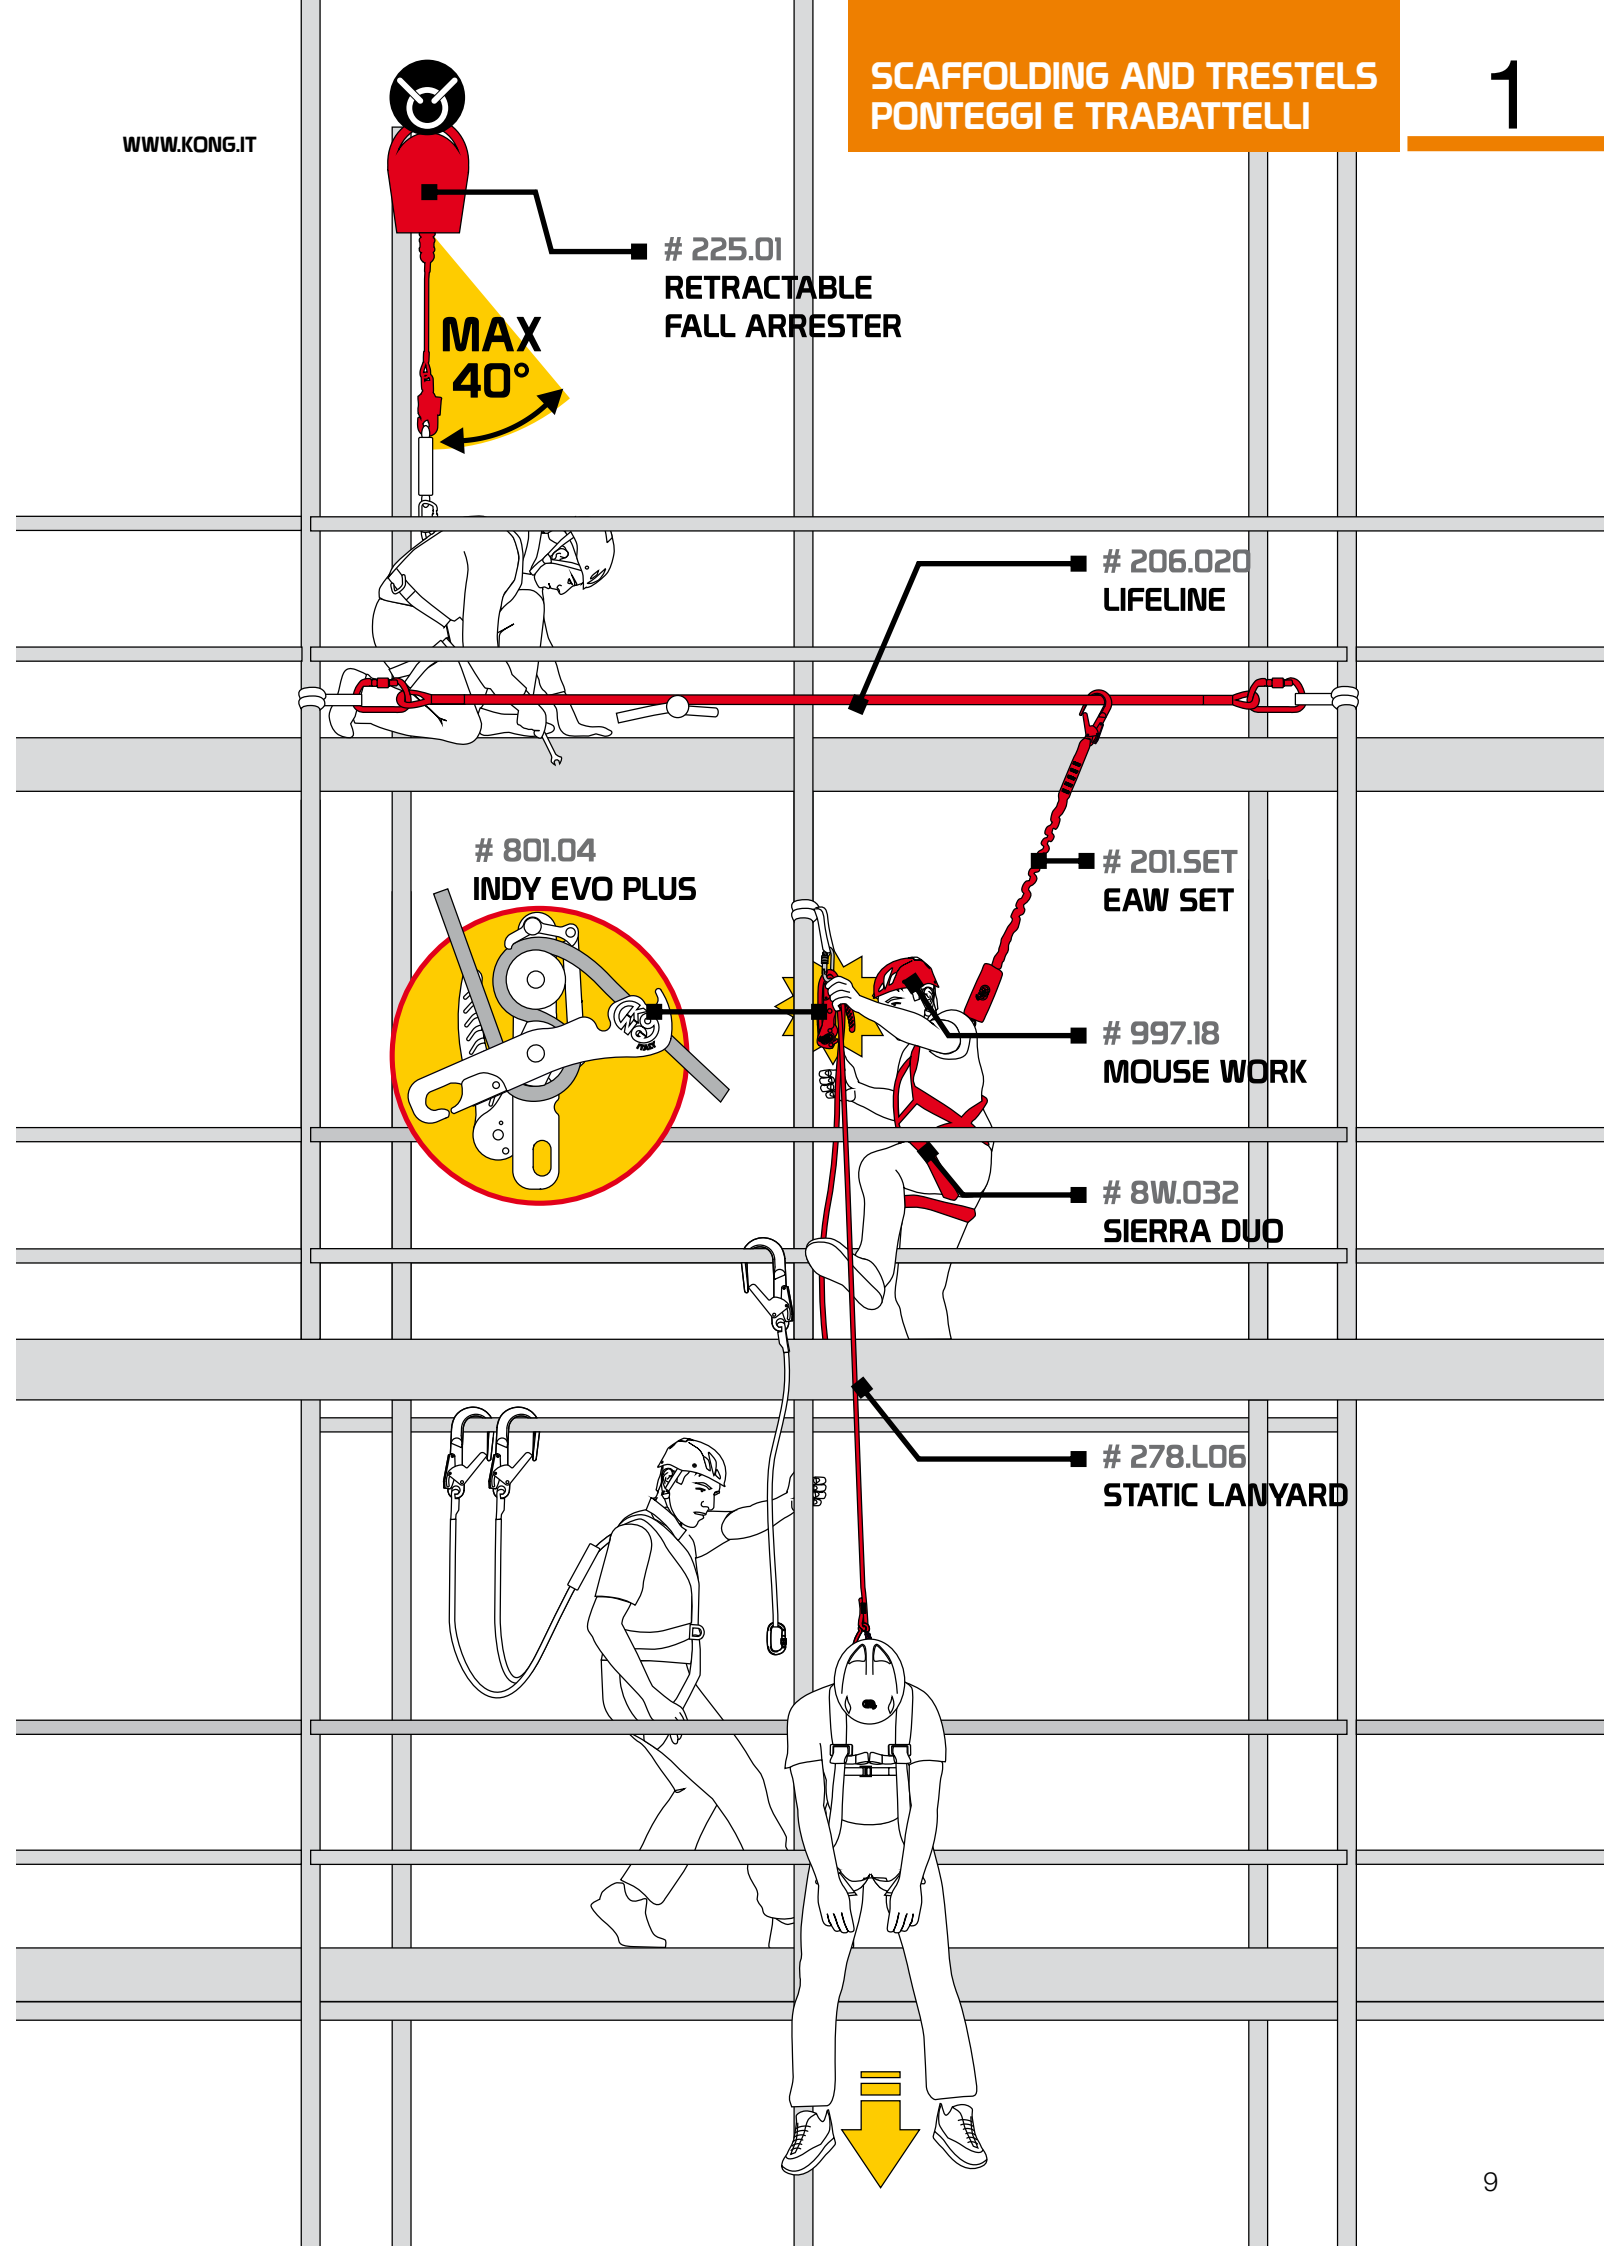 SCAFFOLDING AND TRESTELS
PONTEGGI E TRABATTELLI
1
WWW.KONG.IT
# 225.01
RETRACTABLE
FALL ARRESTER
MAX
40°
# 206.020
LIFELINE
# 801.04
INDY EVO PLUS
# 201.SET
EAW SET
KONG
ITALY
# 997.18
MOUSE WORK
# 8W.032
SIERRA DUO
# 278.L06
STATIC LANYARD
9